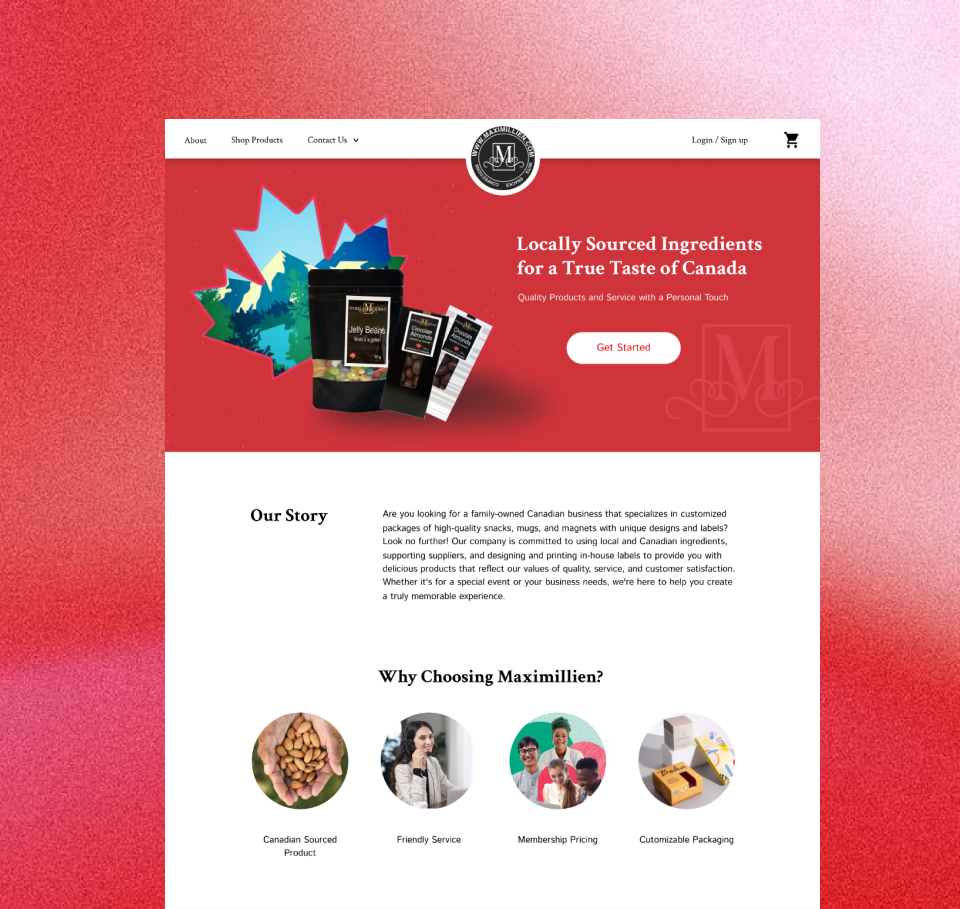 About
Shop Products
Contact Us
WWW.MAXIMILLIEN.COM
M
NUTS
SNACKS
CONFECTIONS
Login / Sign up
Locally Sourced Ingredients
for a True Taste of Canada
Quality Products and Service with a Personal Touch
Get Started
M
maximillien
Jelly Beans
maximillien
Chocolate
Almonds
maximillien
Chocolate
Almonds
Our Story
Are you looking for a family-owned Canadian business that specializes in customized
packages of high-quality snacks, mugs, and magnets with unique designs and labels?
Look no further! Our company is committed to using local and Canadian ingredients,
supporting suppliers, and designing and printing in-house labels to provide you with
delicious products that reflect our values of quality, service, and customer satisfaction.
Whether it's for a special event or your business needs, we're here to help you create
a truly memorable experience.
Why Choosing Maximillien?
Canadian Sourced
Product
Friendly Service
Membership Pricing
Cutomizable Packaging